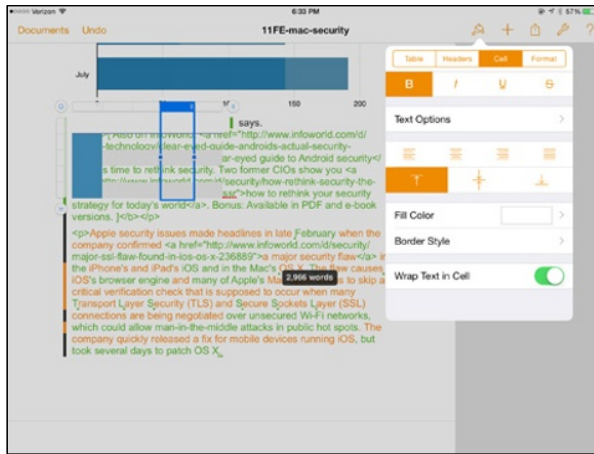 Verizon 6:33 PM 57%
Documents Undo 11FE-mac-security
Table Headers Cell Format
B I U S
Text Options
Fill Color
Border Style
Wrap Text in Cell
July
150 200
says.
[ Also on InfoWorld: <a href="http://www.infoworld.com/d/
-eyed-guide-androids-actual-security-
ar-eyed guide to Android security</
s time to rethink security. Two former CIOs show you <a
/security/how-rethink-security-the-
ss">how to rethink your security
strategy for today's world</a>. Bonus: Available in PDF and e-book
versions. ]</b></p>
<p>Apple security issues made headlines in late February when the
company confirmed <a href="http://www.infoworld.com/d/security/
major-ssl-flaw-found-in-ios-os-x-236889">a major security flaw</a> in
the iPhone's and iPad's iOS and in the Mac's OS X. The flaw causes
iOS's browser engine and many of Apple's Ma s to skip a
2,966 words
critical verification check that is supposed to occur when many
Transport Layer Security (TLS) and Secure Sockets Layer (SSL)
connections are being negotiated over unsecured Wi-Fi networks,
which could allow man-in-the-middle attacks in public hot spots. The
company quickly released a fix for mobile devices running iOS, but
took several days to patch OS X.